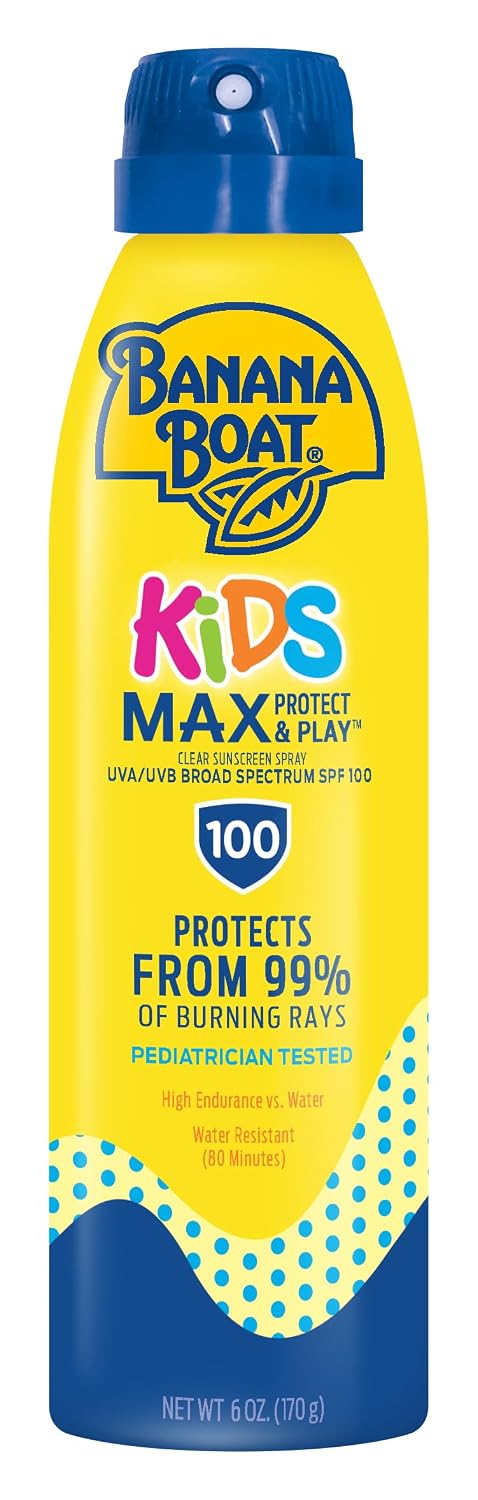 BANANA
BOAT®
KiDS
MAX PROTECT
& PLAY™
CLEAR SUNSCREEN SPRAY
UVA/UVB BROAD SPECTRUM SPF 100
100
PROTECTS
FROM 99%
OF BURNING RAYS
PEDIATRICIAN TESTED
High Endurance vs. Water
Water Resistant
(80 Minutes)
NET WT 6 OZ. (170 g)